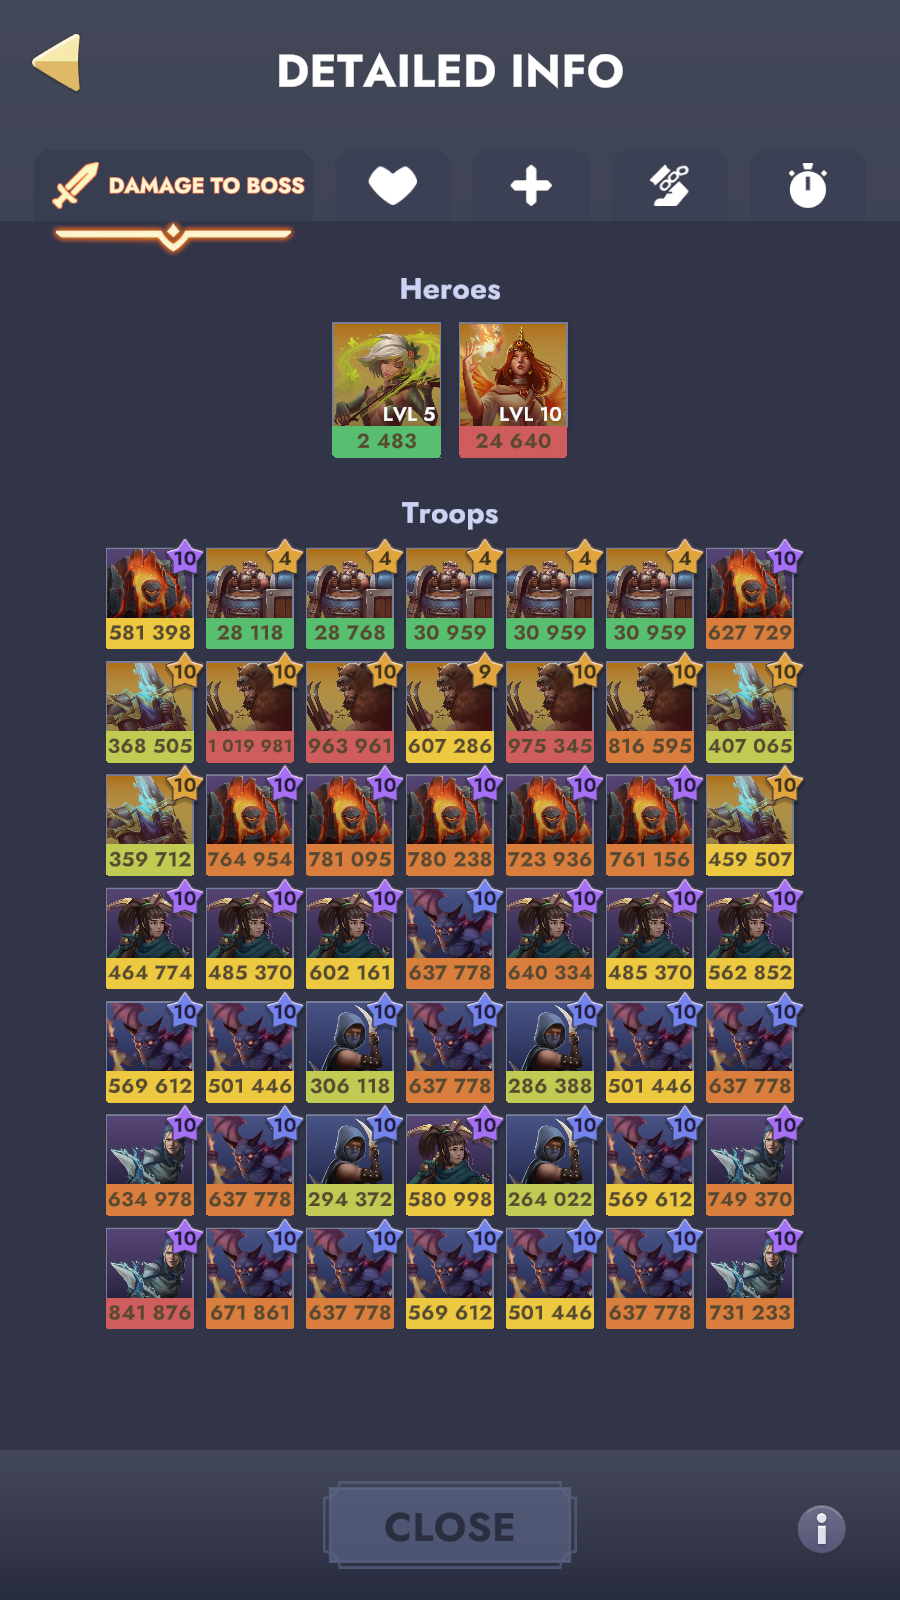 DETAILED INFO
DAMAGE TO BOSS
Heroes
LVL 5 LVL 10
2 483 24 640
Troops
10 4 4 4 4 4 10
581 398 28 118 28 768 30 959 30 959 30 959 627 729
10 10 10 9 10 10 10
368 505 1 019 981 963 961 607 286 975 345 816 595 407 065
10 10 10 10 10 10 10
359 712 764 954 781 095 780 238 723 936 761 156 459 507
10 10 10 10 10 10 10
464 774 485 370 602 161 637 778 640 334 485 370 562 852
10 10 10 10 10 10 10
569 612 501 446 306 118 637 778 286 388 501 446 637 778
10 10 10 10 10 10 10
634 978 637 778 294 372 580 998 264 022 569 612 749 370
10 10 10 10 10 10 10
841 876 671 861 637 778 569 612 501 446 637 778 731 233
CLOSE
i